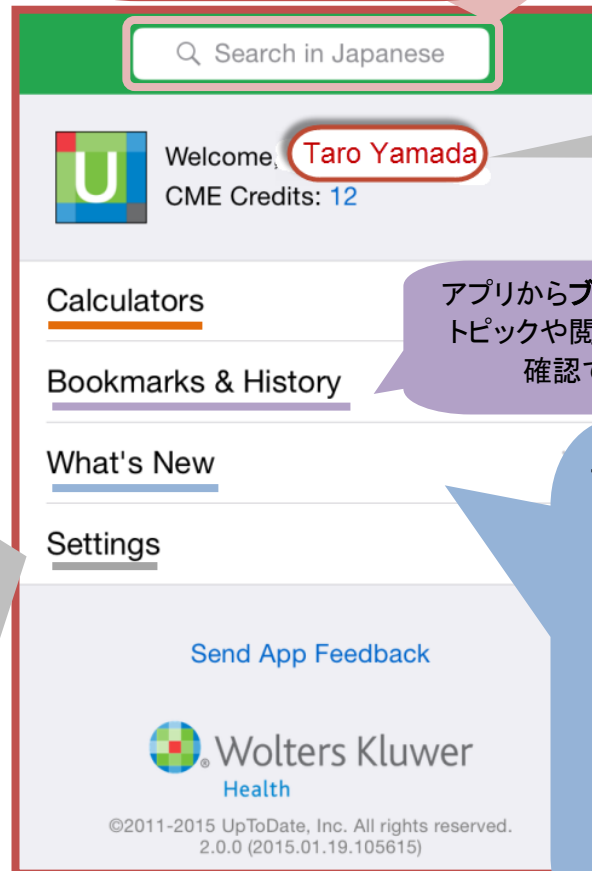 Search in Japanese
U
Welcome, Taro Yamada
CME Credits: 12
Calculators
アプリからブ
トピックや閲
確認で
Bookmarks & History
What's New
Settings
Send App Feedback
Wolters Kluwer
Health
©2011-2015 UpToDate, Inc. All rights reserved.
2.0.0 (2015.01.19.105615)